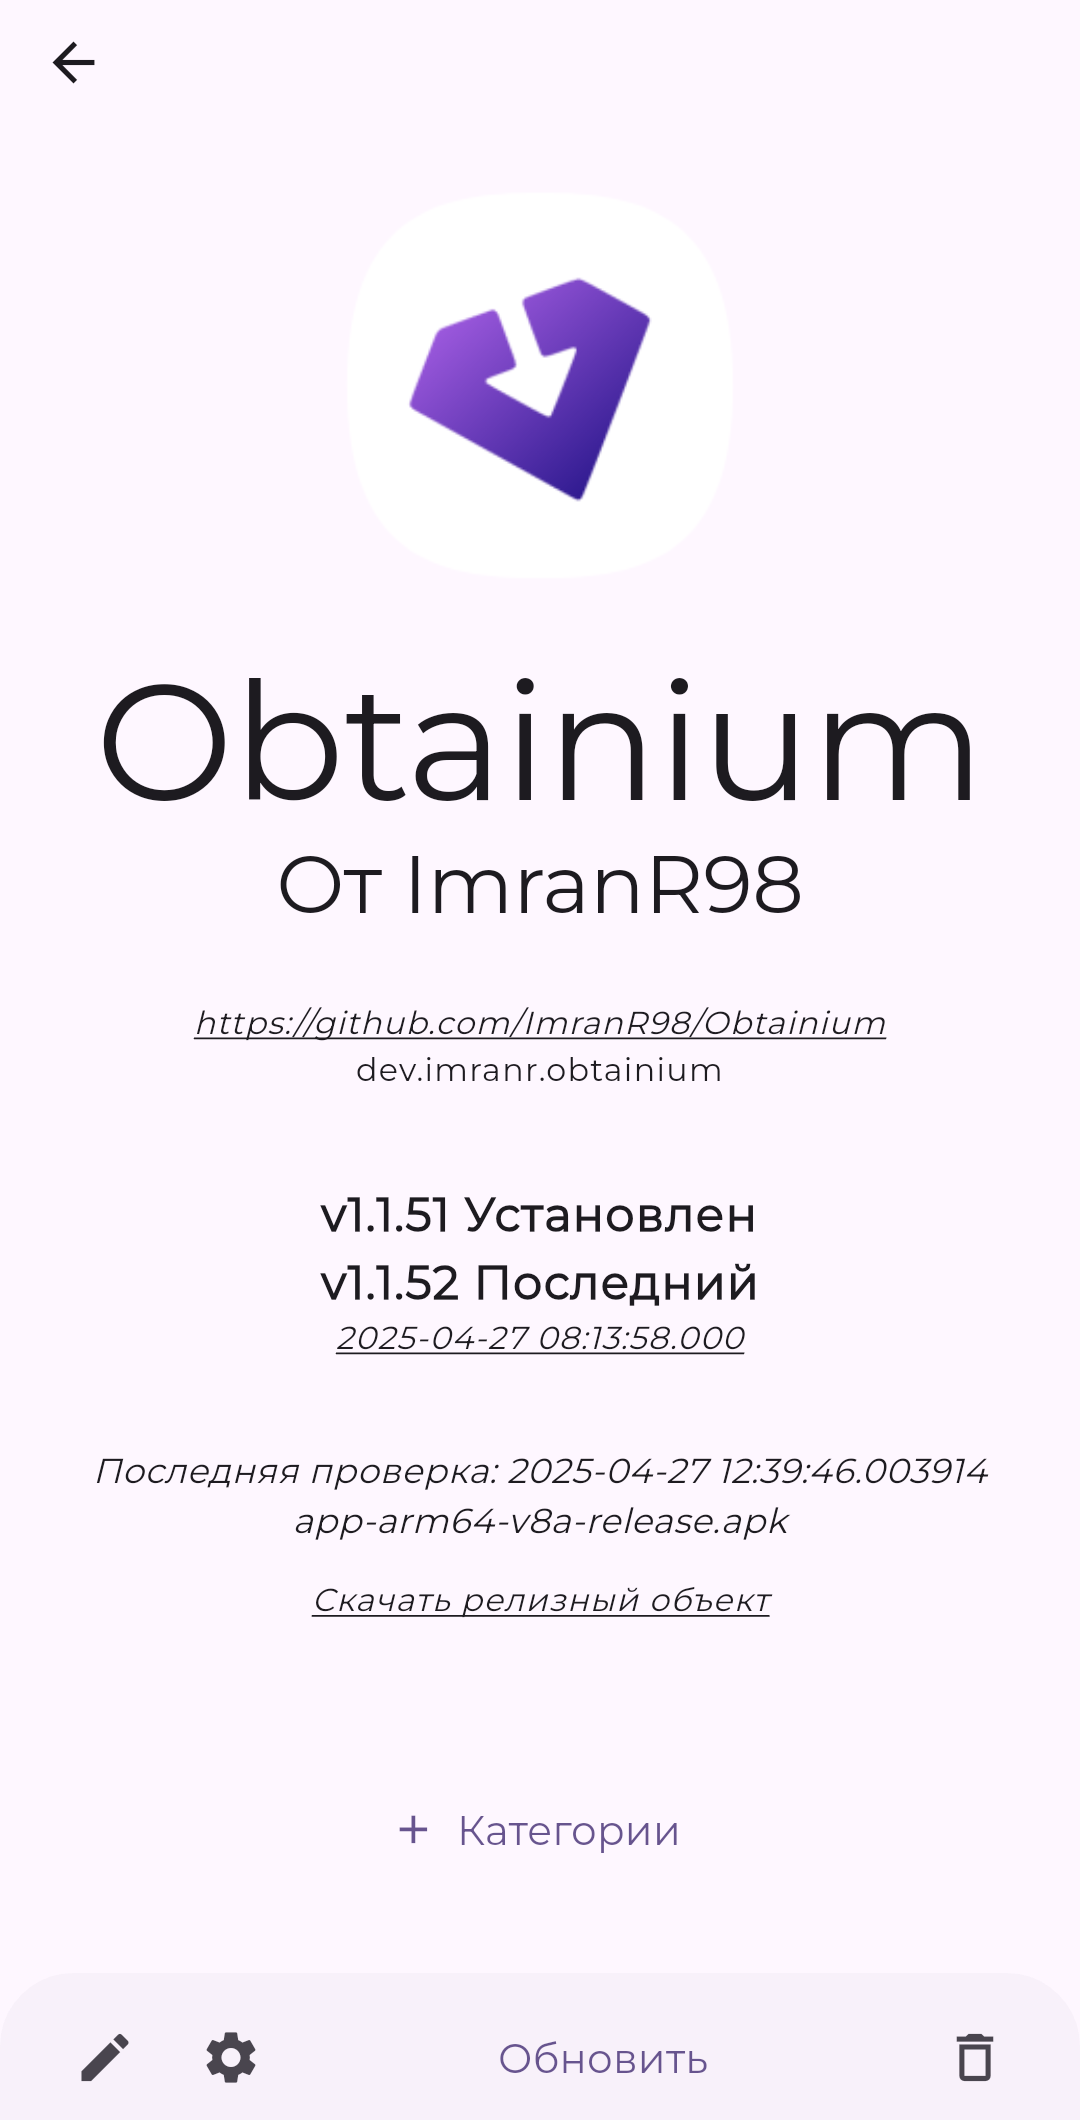 Obtainium
От ImranR98
https://github.com/ImranR98/Obtainium
dev.imranr.obtainium
v1.1.51 Установлен
v1.1.52 Последний
2025-04-27 08:13:58.000
Последняя проверка: 2025-04-27 12:39:46.003914
app-arm64-v8a-release.apk
Скачать релизный объект
+ Категории
Обновить